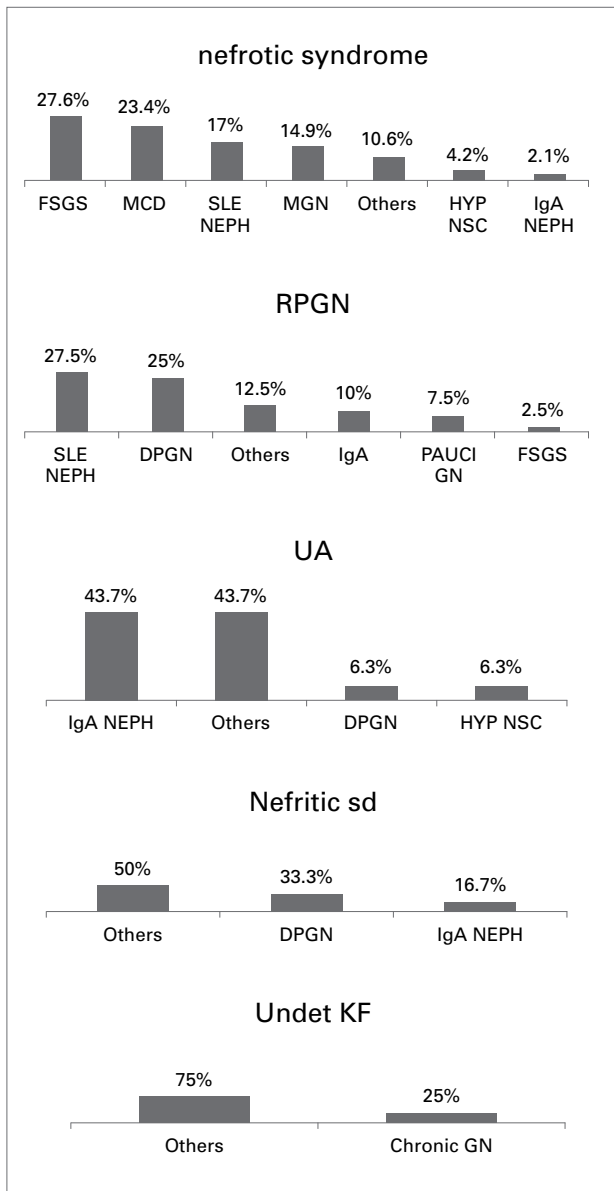 nefrotic syndrome
27.6% 23.4% 17% 14.9% 10.6% 4.2% 2.1%
FSGS MCD SLE MGN Others HYP IgA
NEPH NSC NEPH
RPGN
27.5% 25% 12.5% 10% 7.5% 2.5%
SLE DPGN Others IgA PAUCI FSGS
NEPH GN
UA
43.7% 43.7% 6.3% 6.3%
IgA NEPH Others DPGN HYP NSC
Nefritic sd
50% 33.3% 16.7%
Others DPGN IgA NEPH
Undet KF
75% 25%
Others Chronic GN